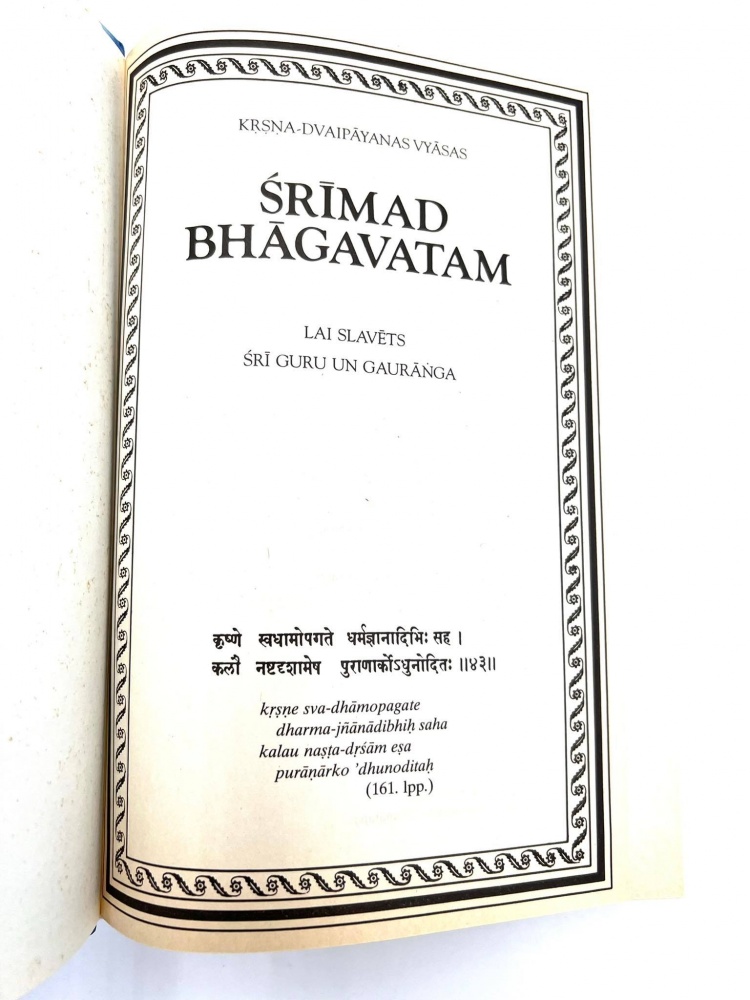 KṚṢṆA-DVAIPĀYANAS VYĀSAS
ŚRĪMAD
BHĀGAVATAM
LAI SLAVĒTS
ŚRĪ GURU UN GAURĀṄGA
कृष्णे स्वधामोपगते धर्मज्ञानादिभिः सह ।
कलौ नष्टदृशामेष पुराणार्कोऽधुनोदितः ॥४३॥
kṛṣṇe sva-dhāmopagate
dharma-jñānādibhiḥ saha
kalau naṣṭa-dṛśām eṣa
purāṇārko 'dhunoditaḥ
(161. lpp.)